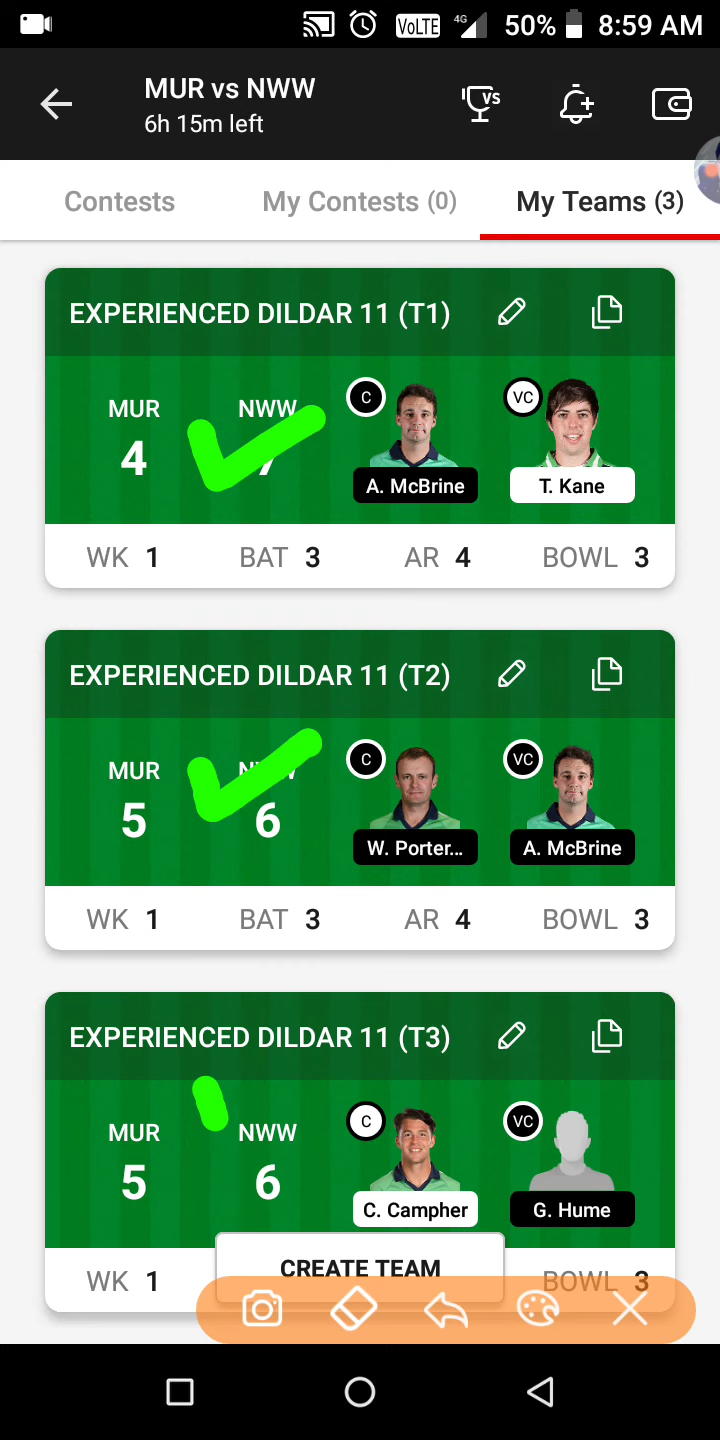 VoLTE 4G 50% 8:59 AM
MUR vs NWW
VS
6h 15m left
Contests My Contests (0) My Teams (3)
EXPERIENCED DILDAR 11 (T1)
C VC
MUR NWW
4
A. McBrine T. Kane
WK 1 BAT 3 AR 4 BOWL 3
EXPERIENCED DILDAR 11 (T2)
C VC
MUR
5 6
W. Porter... A. McBrine
WK 1 BAT 3 AR 4 BOWL 3
EXPERIENCED DILDAR 11 (T3)
C VC
MUR NWW
5 6
C. Campher G. Hume
CREATE TEAM
WK 1 BOWL 3